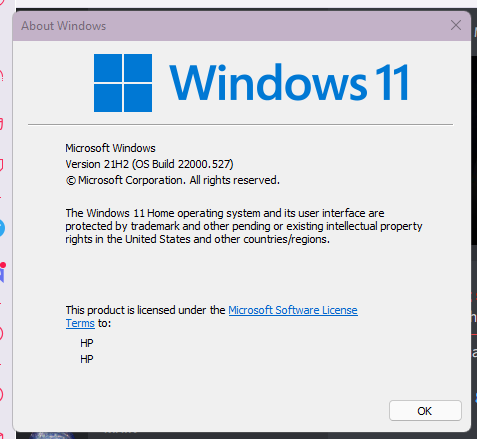 About Windows
Windows 11
Microsoft Windows
Version 21H2 (OS Build 22000.527)
© Microsoft Corporation. All rights reserved.
The Windows 11 Home operating system and its user interface are
protected by trademark and other pending or existing intellectual property
rights in the United States and other countries/regions.
This product is licensed under the Microsoft Software License
Terms to:
HP
HP
OK